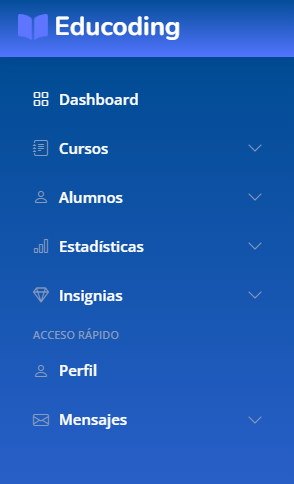 Educoding
Dashboard
Cursos
Alumnos
Estadísticas
Insignias
ACCESO RÁPIDO
Perfil
Mensajes